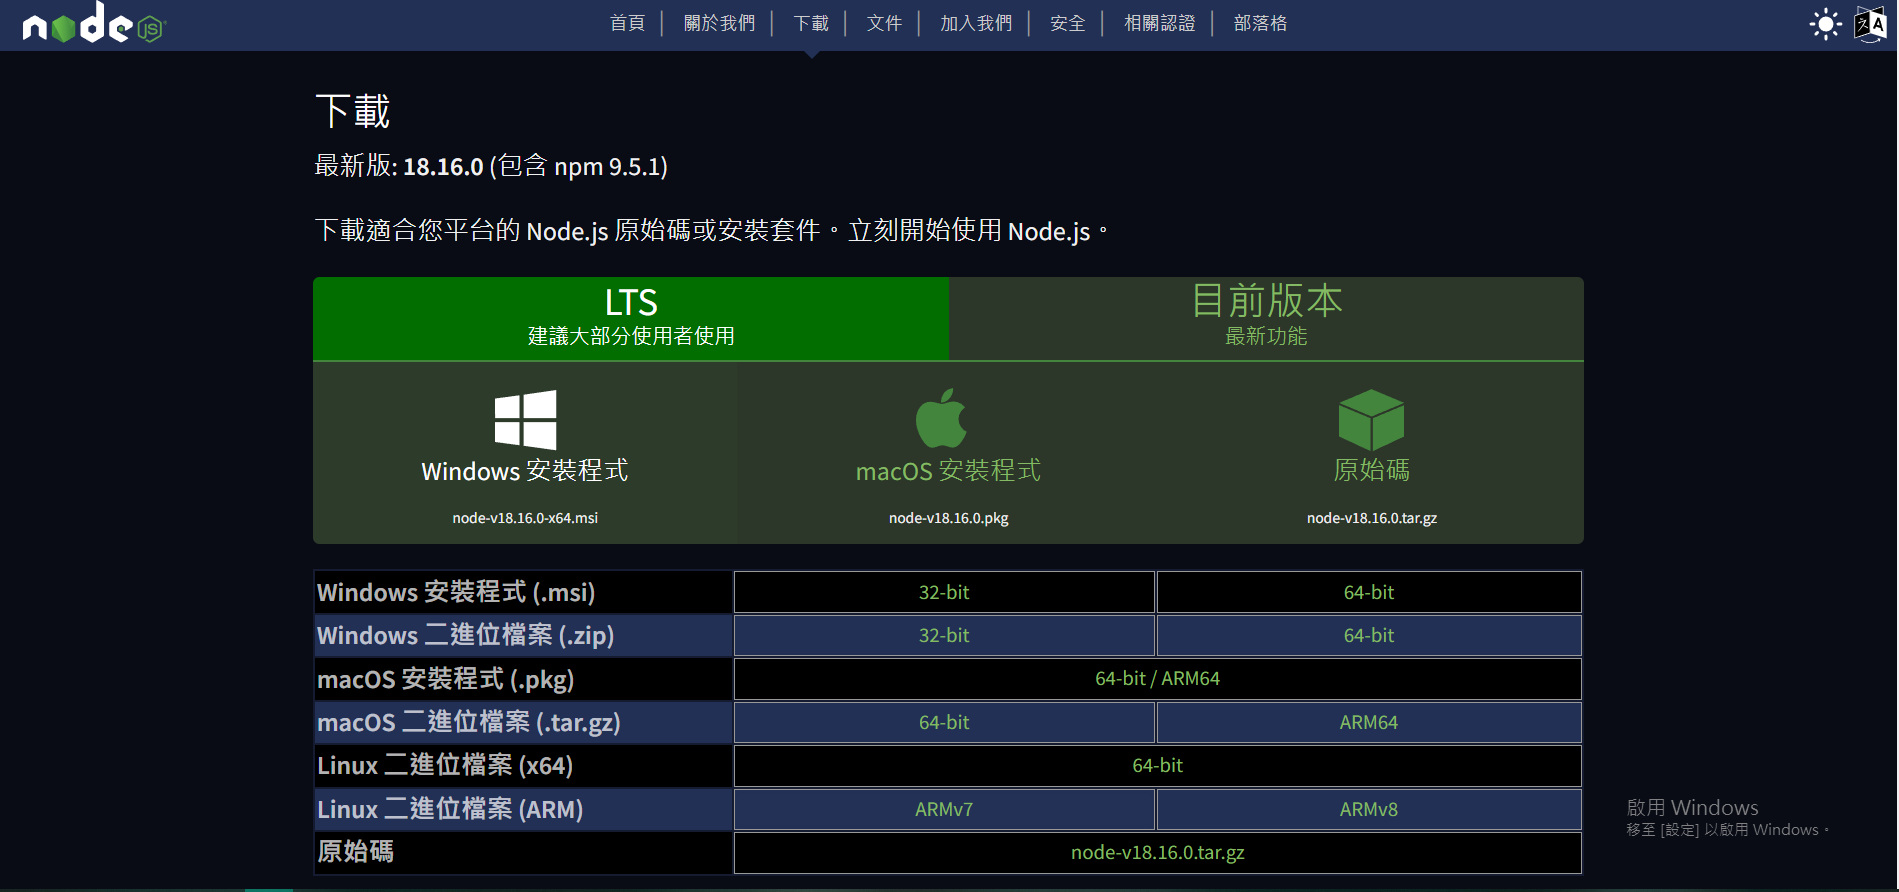 node JS
首頁 | 關於我們 | 下載 | 文件 | 加入我們 | 安全 | 相關認證 | 部落格
下載
最新版: 18.16.0 (包含 npm 9.5.1)
下載適合您平台的 Node.js 原始碼或安裝套件。立刻開始使用 Node.js。
LTS
建議大部分使用者使用
目前版本
最新功能
Windows 安裝程式
node-v18.16.0-x64.msi
macOS 安裝程式
node-v18.16.0.pkg
原始碼
node-v18.16.0.tar.gz
Windows 安裝程式 (.msi) 32-bit 64-bit
Windows 二進位檔案 (.zip) 32-bit 64-bit
macOS 安裝程式 (.pkg) 64-bit / ARM64
macOS 二進位檔案 (.tar.gz) 64-bit ARM64
Linux 二進位檔案 (x64) 64-bit
Linux 二進位檔案 (ARM) ARMv7 ARMv8
原始碼 node-v18.16.0.tar.gz
啟用 Windows
移至 [設定] 以啟用 Windows。